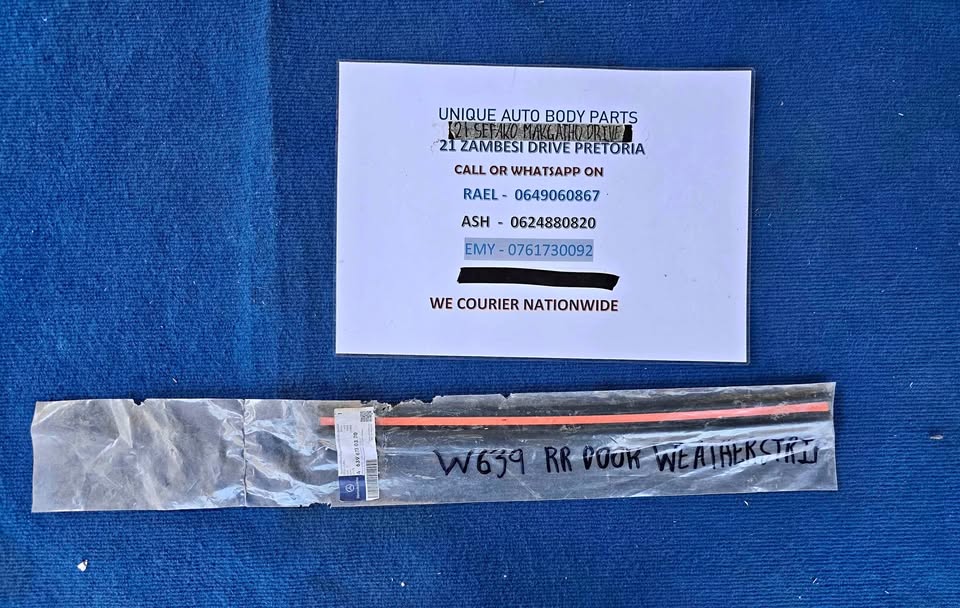 UNIQUE AUTO BODY PARTS
21 SEFAKO MAKGATHO DRIVE
21 ZAMBESI DRIVE PRETORIA
CALL OR WHATSAPP ON
RAEL - 0649060867
ASH - 0624880820
EMY - 0761730092
WE COURIER NATIONWIDE
W639 RR DOOR WEATHERSTRI